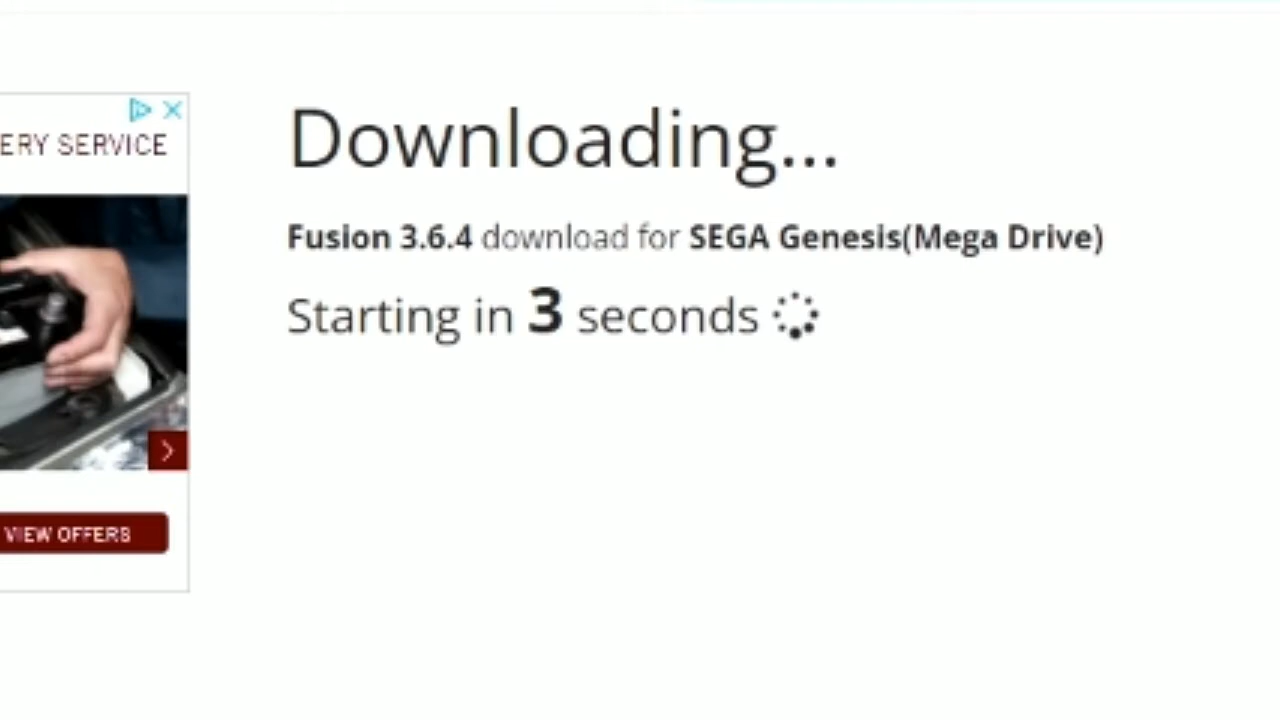 ERY SERVICE
VIEW OFFERS
Downloading...
Fusion 3.6.4 download for SEGA Genesis(Mega Drive)
Starting in 3 seconds